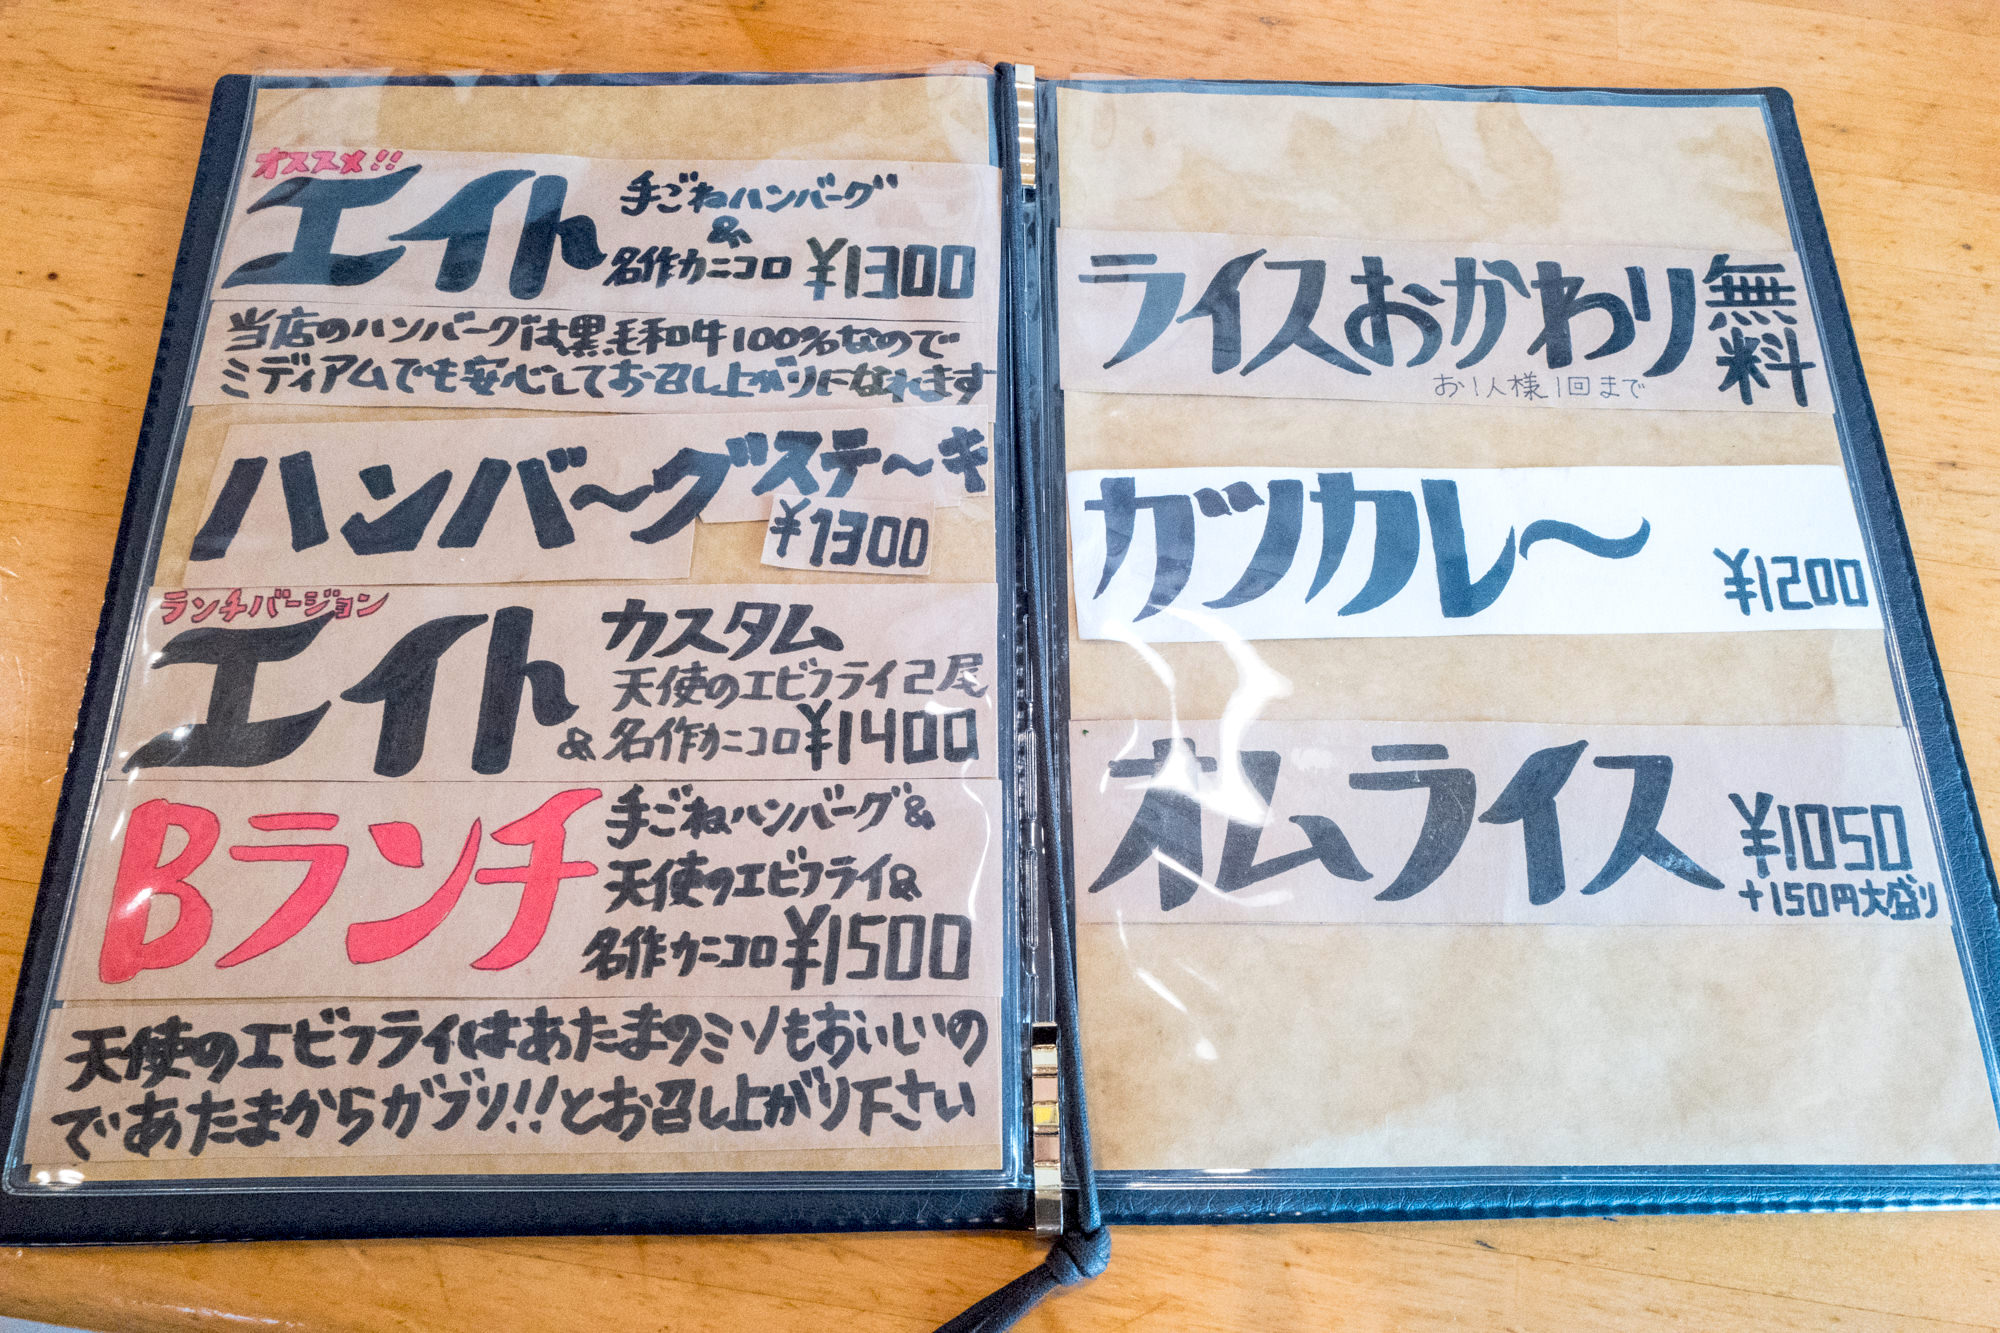 オススメ!!
エイト
手ごねハンバーグ
&
名作カニコロ ¥1300
当店のハンバーグは黒毛和牛100%なので
ミディアムでも安心してお召し上がりになれます
ハンバ〜グステ〜キ
¥1300
ランチバージョン
エイト
カスタム
天使のエビフライ2尾
&名作カニコロ ¥1400
Bランチ
手ごねハンバーグ&
天使のエビフライ&
名作カニコロ ¥1500
天使のエビフライはあたまのミソもおいしいの
であたまからガブリ!!とお召し上がり下さい
ライスおかわり無料
お1人様1回まで
カツカレ〜
¥1200
オムライス
¥1050
+150円大盛り